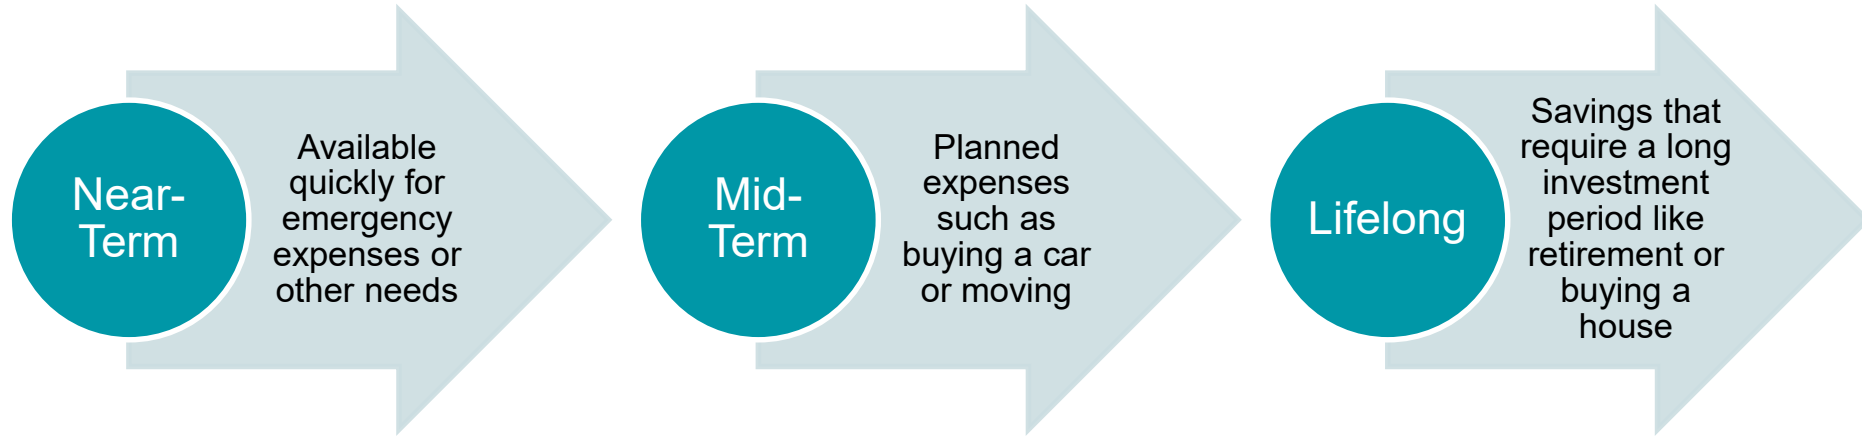 Near-
Term
Available
quickly for
emergency
expenses or
other needs
Mid-
Term
Planned
expenses
such as
buying a car
or moving
Lifelong
Savings that
require a long
investment
period like
retirement or
buying a
house